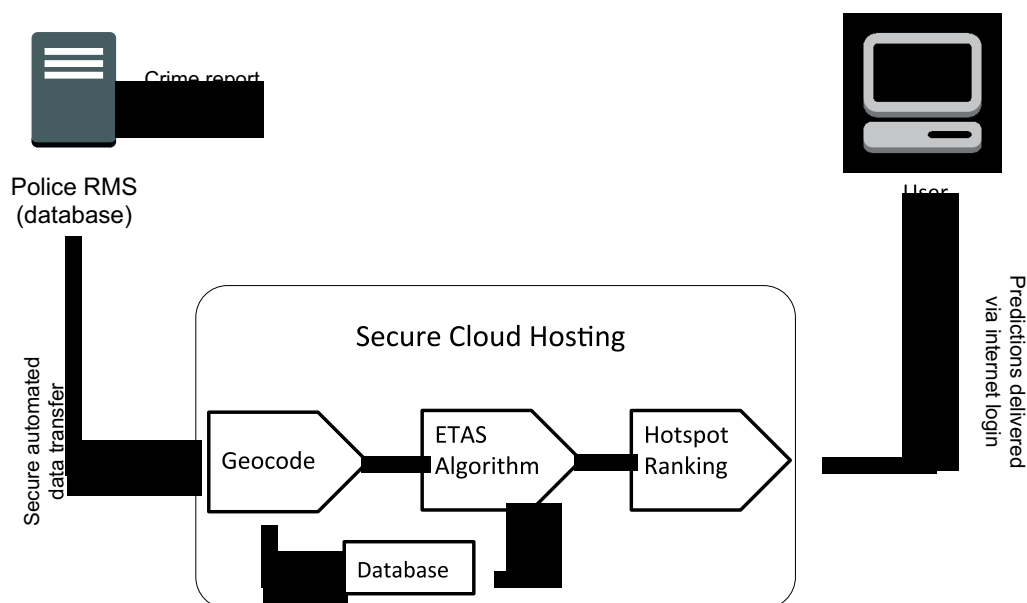 Crime report
Police RMS
(database)
User
Secure automated
data transfer
Secure Cloud Hosting
Geocode
ETAS
Algorithm
Hotspot
Ranking
Database
Predictions delivered
via internet login